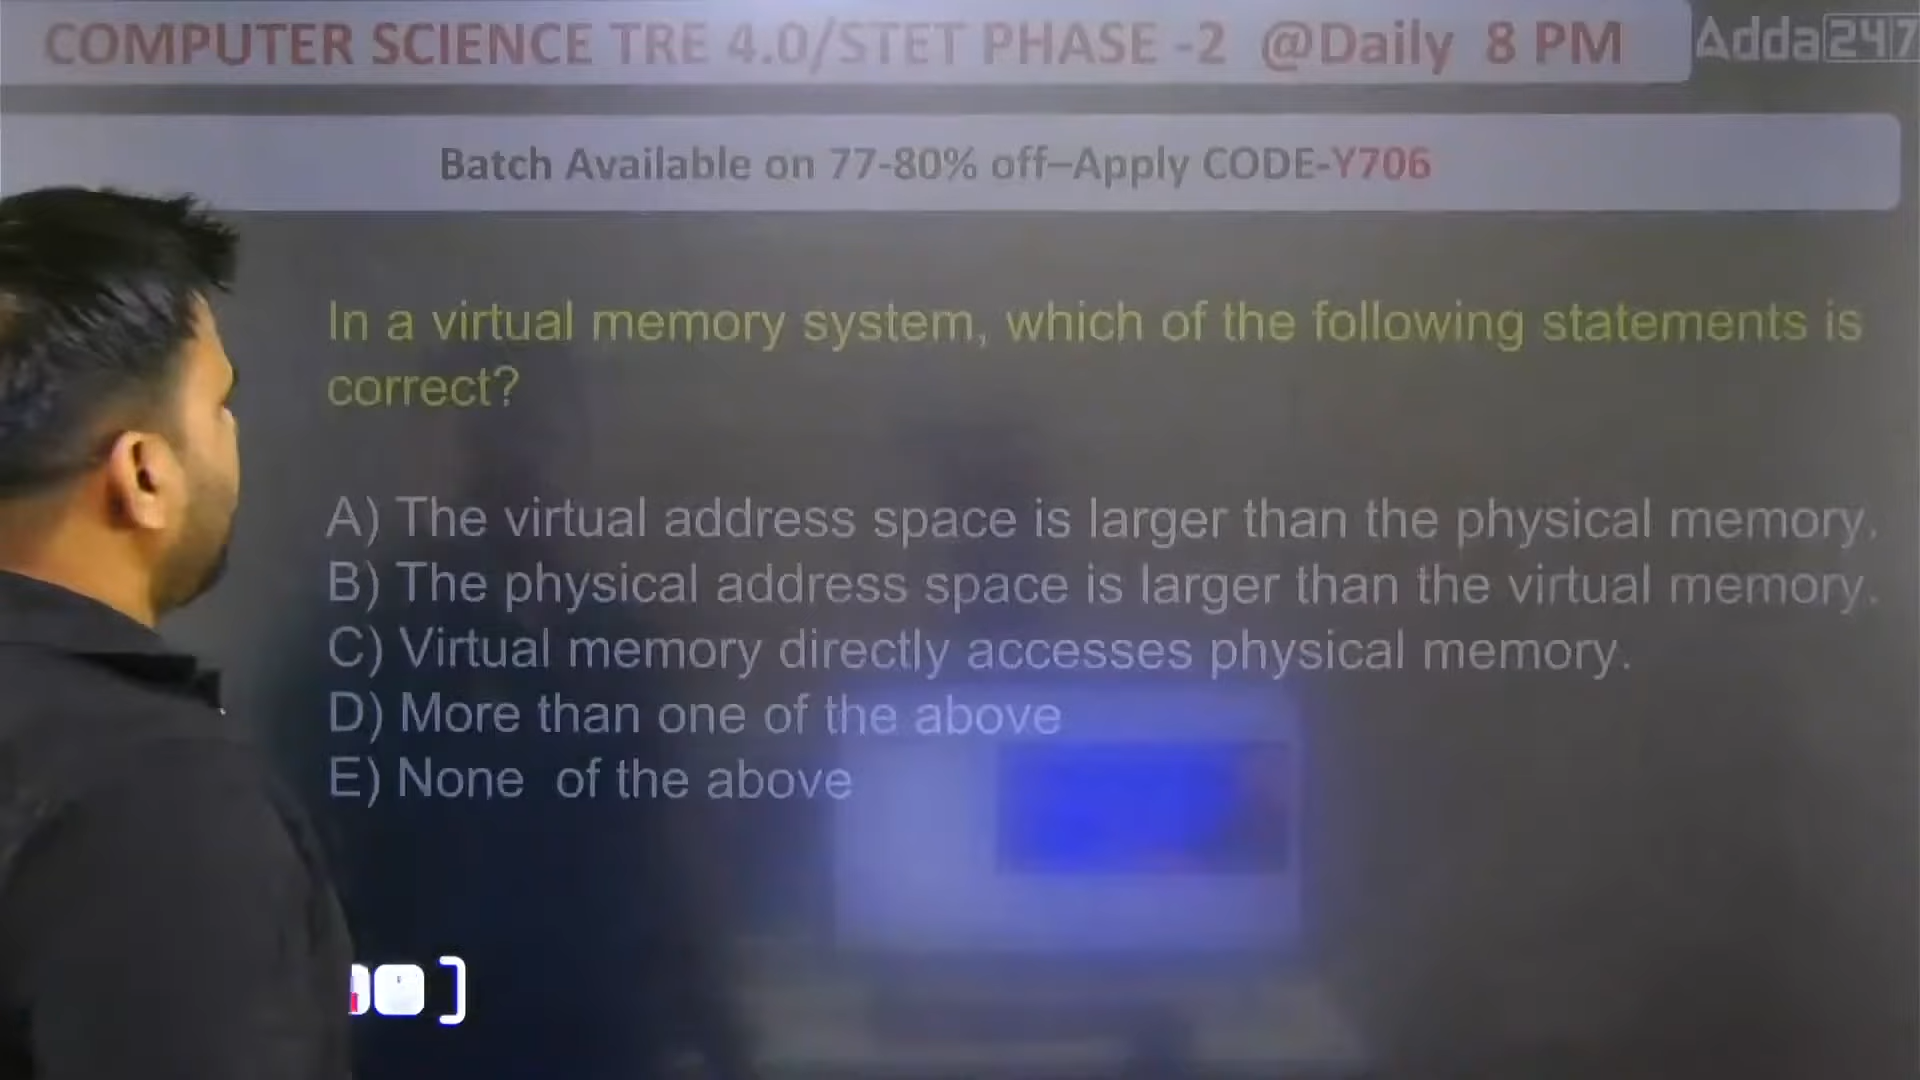 COMPUTER SCIENCE TRE 4.0/STET PHASE -2 @Daily 8 PM
Adda247
Batch Available on 77-80% off–Apply CODE-Y706
In a virtual memory system, which of the following statements is
correct?
A) The virtual address space is larger than the physical memory.
B) The physical address space is larger than the virtual memory.
C) Virtual memory directly accesses physical memory.
D) More than one of the above
E) None of the above